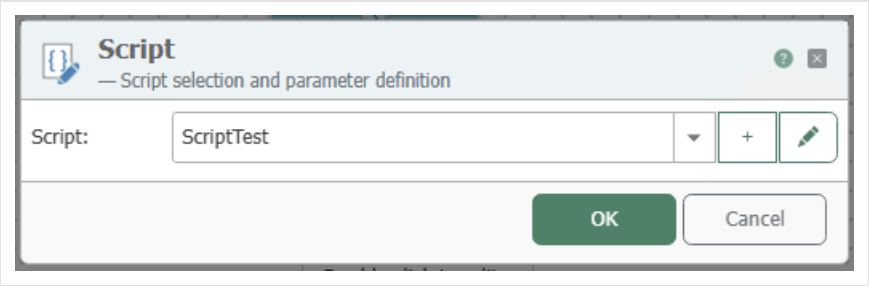 Script
— Script selection and parameter definition
Script:
ScriptTest
+
OK
Cancel